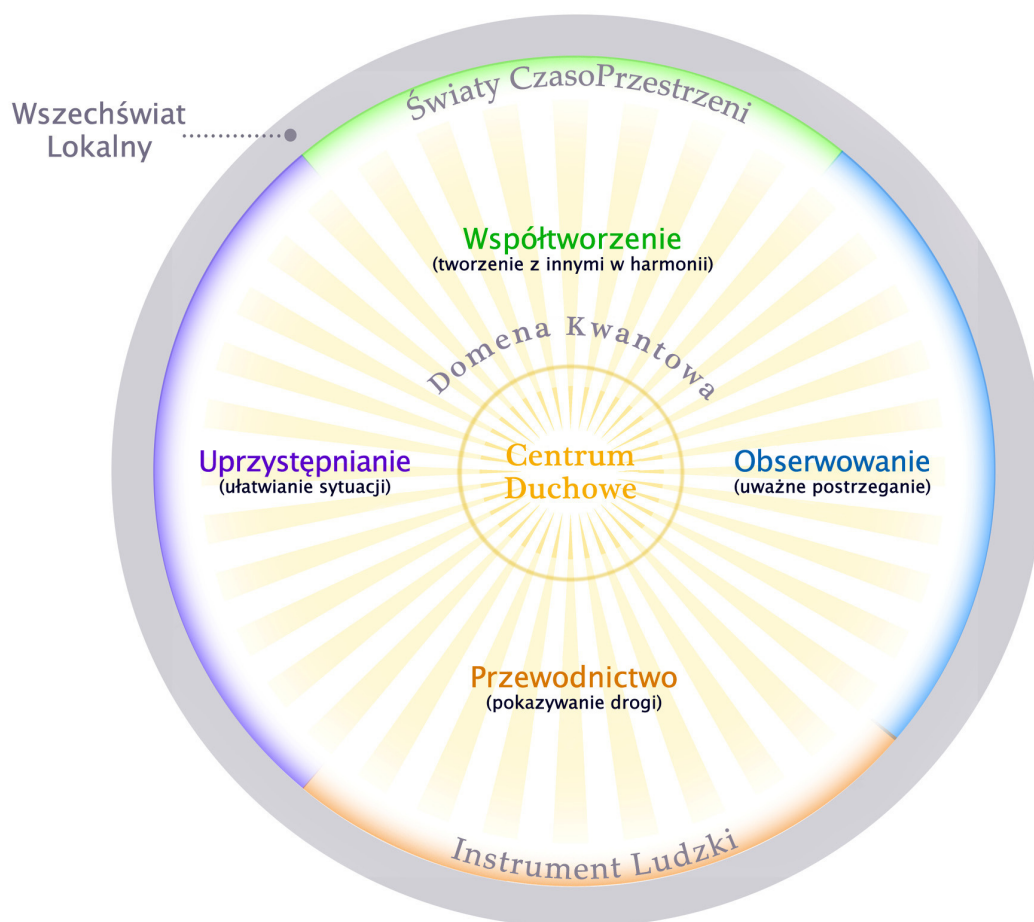 Światy CzasoPrzestrzeni
Wszechświat
Lokalny
Współtworzenie
(tworzenie z innymi w harmonii)
Domena Kwantowa
Uprzystępnianie
(ułatwianie sytuacji)
Centrum
Duchowe
Obserwowanie
(uważne postrzeganie)
Przewodnictwo
(pokazywanie drogi)
Instrument Ludzki